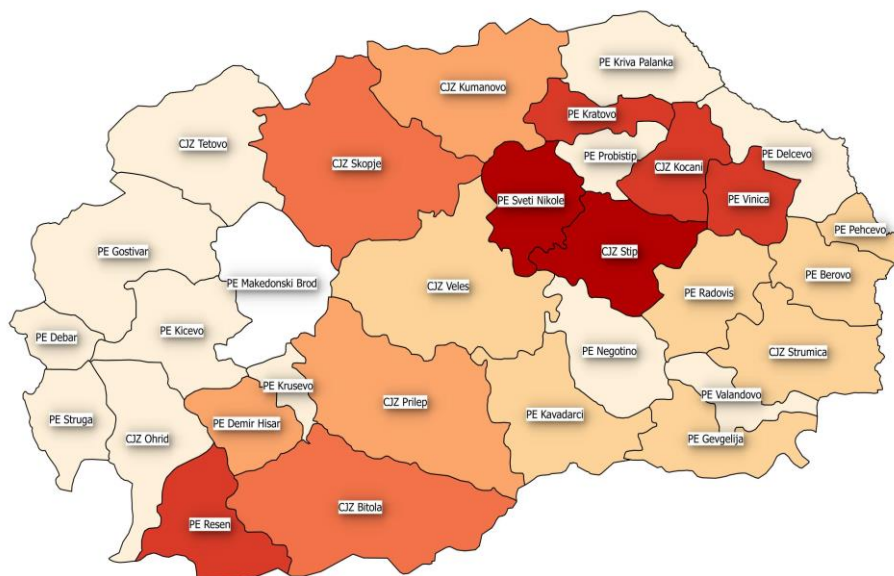 PE Kriva Palanka
CJZ Kumanovo
PE Kratovo
CJZ Tetovo
PE Probistip
PE Delcevo
CJZ Skopje
CJZ Kocani
PE Sveti Nikole
PE Vinica
PE Pehcevo
PE Gostivar
CJZ Stip
PE Berovo
PE Makedonski Brod
CJZ Veles
PE Radovis
PE Debar
PE Kicevo
PE Negotino
CJZ Strumica
PE Krusevo
PE Valandovo
CJZ Prilep
PE Struga
PE Demir Hisar
PE Kavadarci
CJZ Ohrid
PE Gevgelija
CJZ Bitola
PE Resen